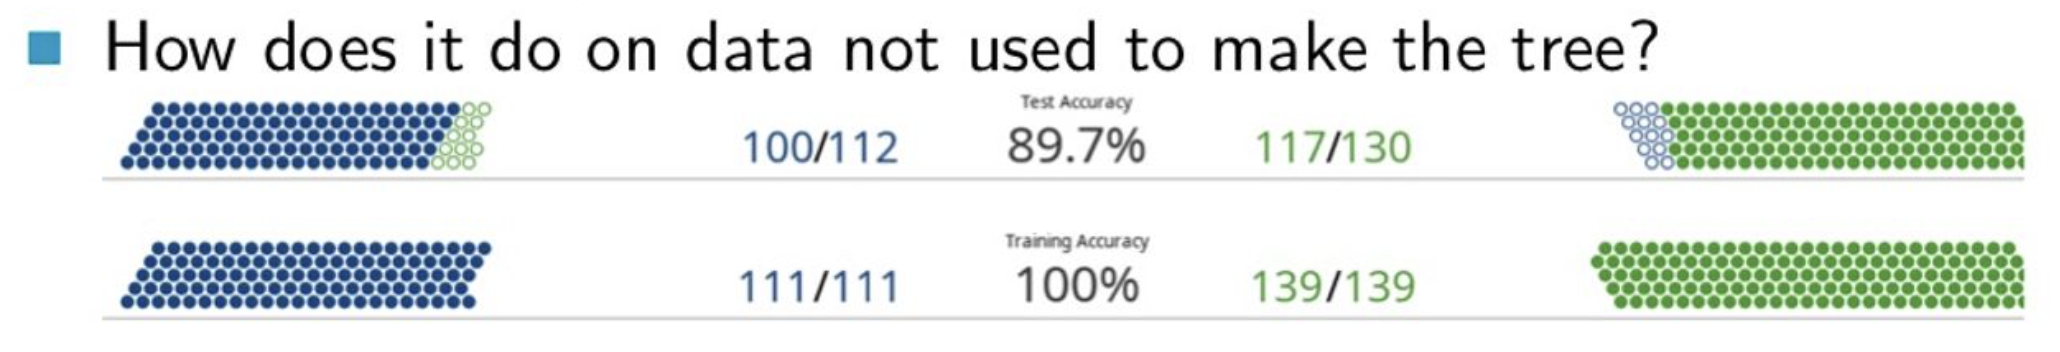 How does it do on data not used to make the tree?
Test Accuracy
100/112 89.7% 117/130
Training Accuracy
111/111 100% 139/139